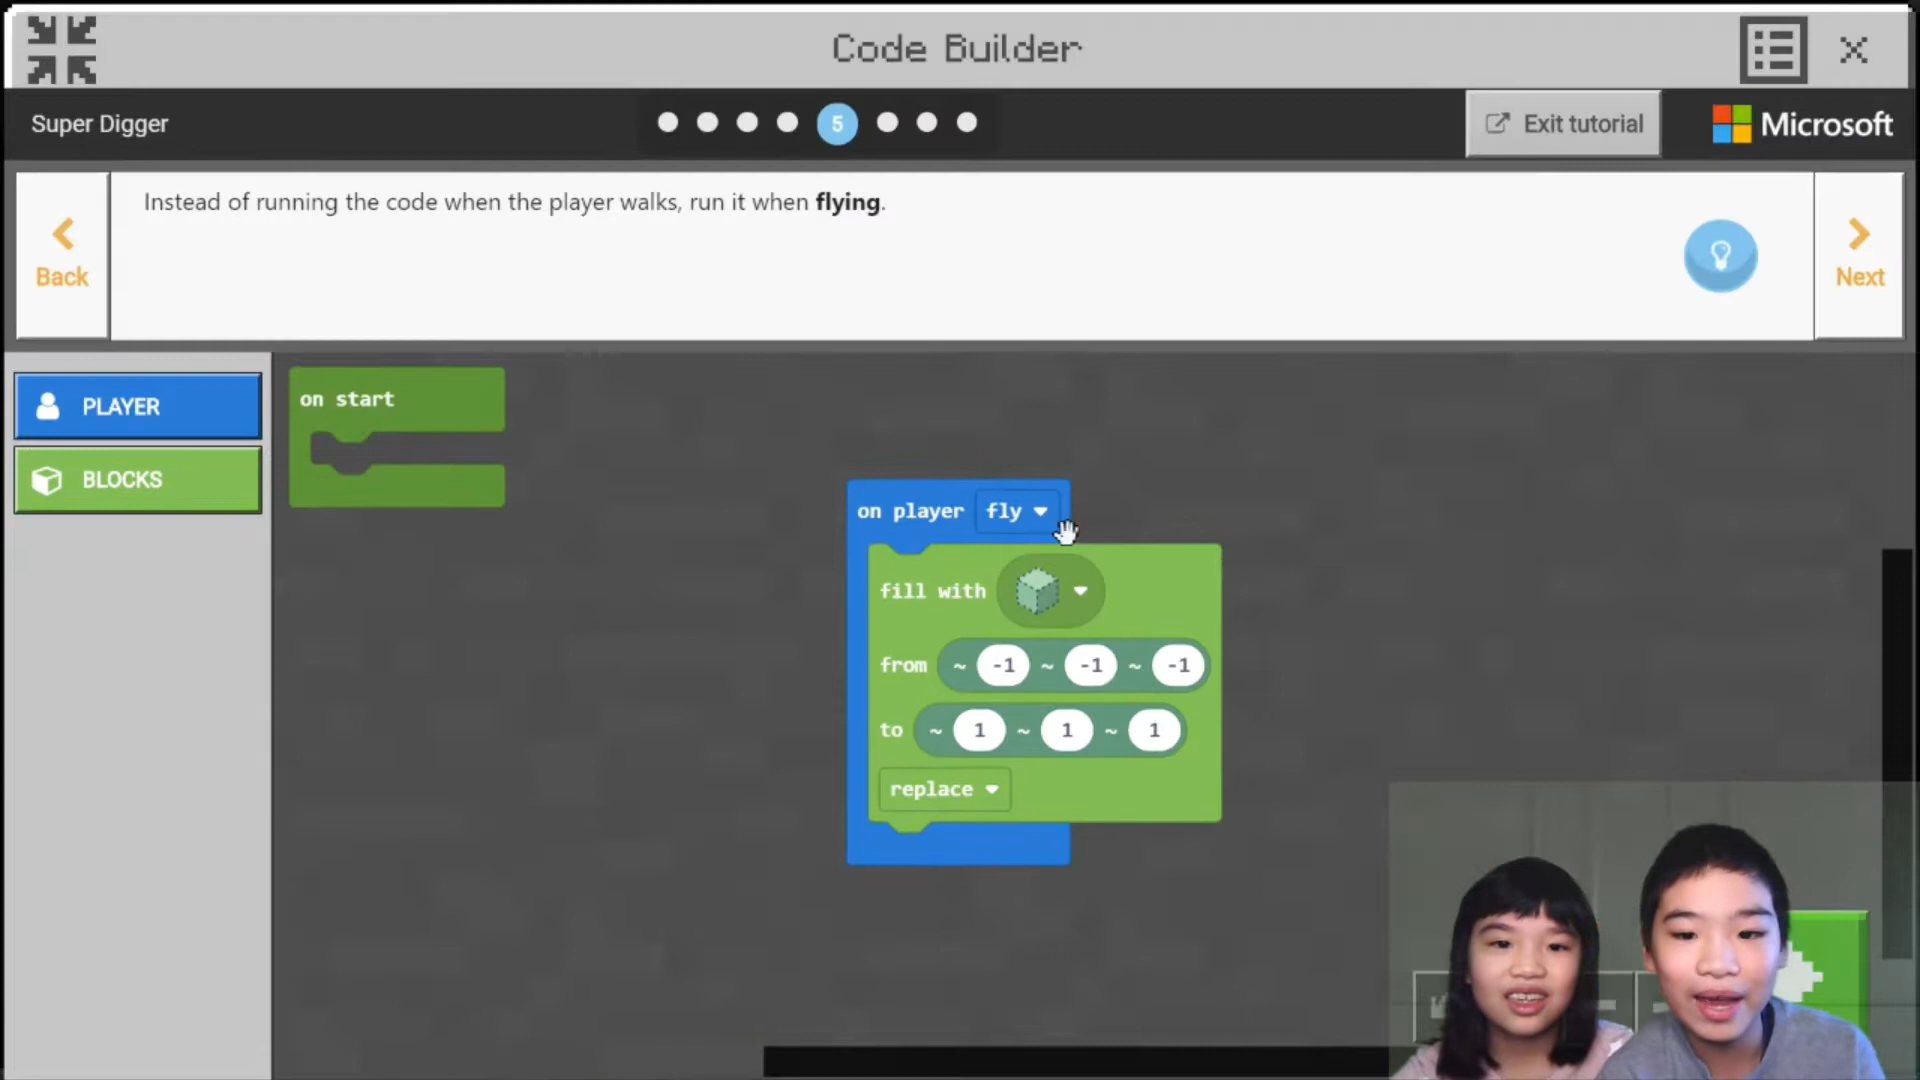 Code Builder
Super Digger
5
Exit tutorial
Microsoft
Back
Instead of running the code when the player walks, run it when flying.
Next
PLAYER
BLOCKS
on start
on player fly
fill with
from ~ -1 ~ -1 ~ -1
to ~ 1 ~ 1 ~ 1
replace